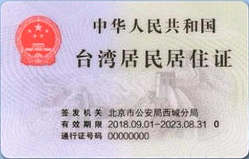 中华人民共和国
台湾居民居住证
签发机关 北京市公安局西城分局
有效期限 2018.09.01-2023.08.31 0
通行证号码 00000000